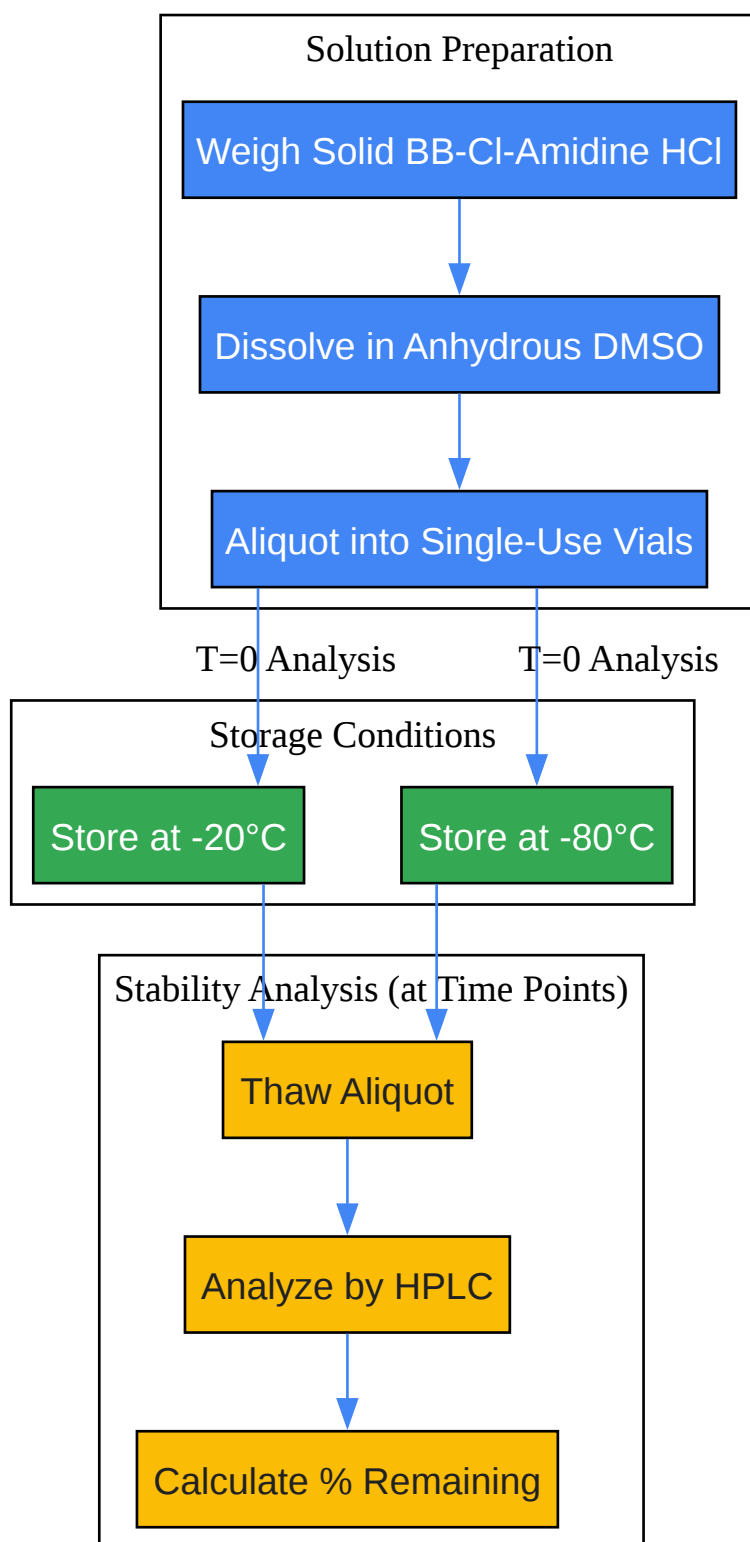 Solution Preparation
Weigh Solid BB-Cl-Amidine HCl
Dissolve in Anhydrous DMSO
Aliquot into Single-Use Vials
T=0 Analysis
T=0 Analysis
Storage Conditions
Store at -20°C
Store at -80°C
Stability Analysis (at Time Points)
Thaw Aliquot
Analyze by HPLC
Calculate % Remaining